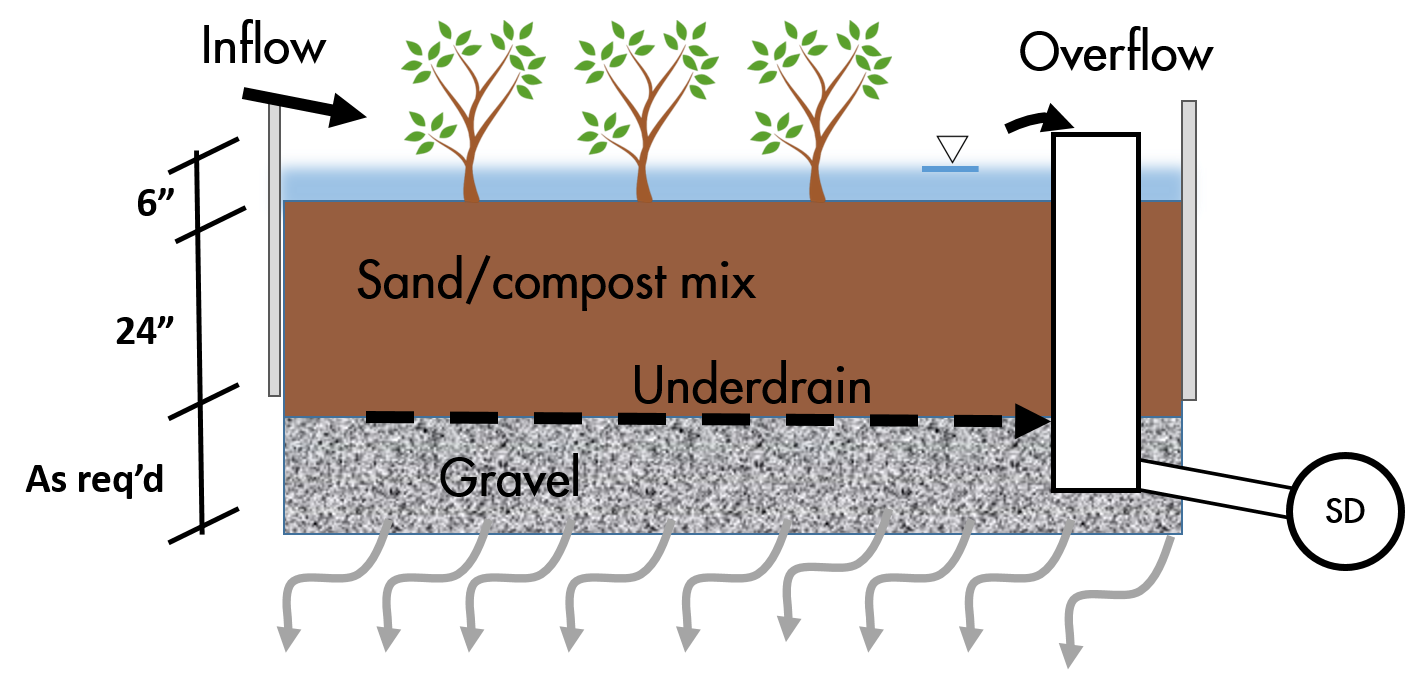 Inflow
Overflow
6”
Sand/compost mix
24”
Underdrain
Gravel
As req’d
SD